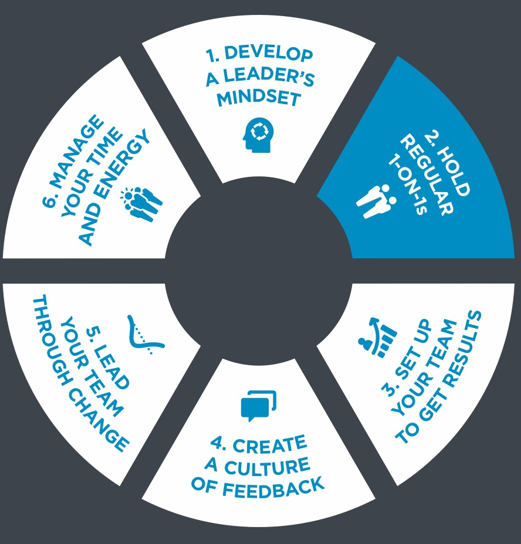 1. DEVELOP
A LEADER'S
MINDSET
2. HOLD
REGULAR
1-ON-1s
3. SET UP
YOUR TEAM
TO GET RESULTS
4. CREATE
A CULTURE
OF FEEDBACK
5. LEAD
YOUR TEAM
THROUGH CHANGE
6. MANAGE
YOUR TIME
AND ENERGY